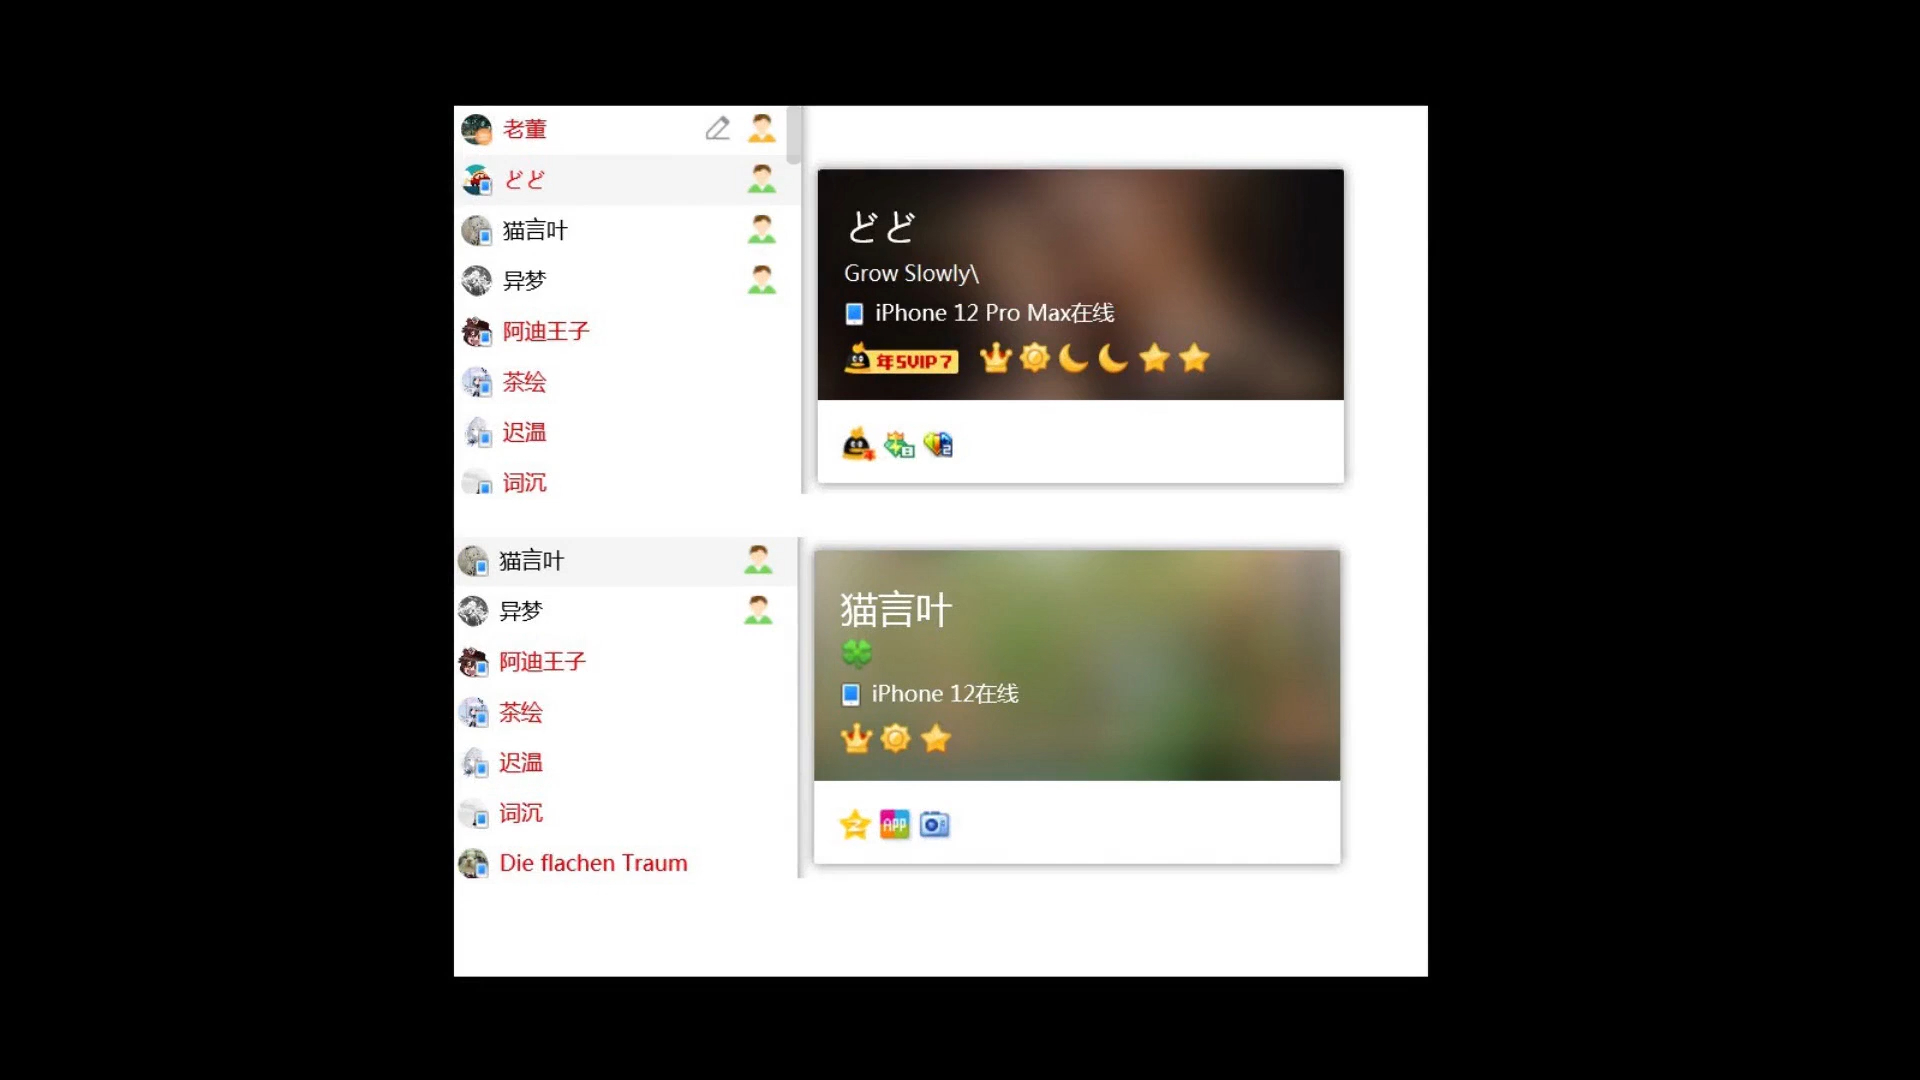 老董
どど
猫言叶
异梦
阿迪王子
茶绘
迟温
词沉
どど
Grow Slowly\
iPhone 12 Pro Max在线
年SVIP7
猫言叶
异梦
阿迪王子
茶绘
迟温
词沉
Die flachen Traum
猫言叶
iPhone 12在线
APP